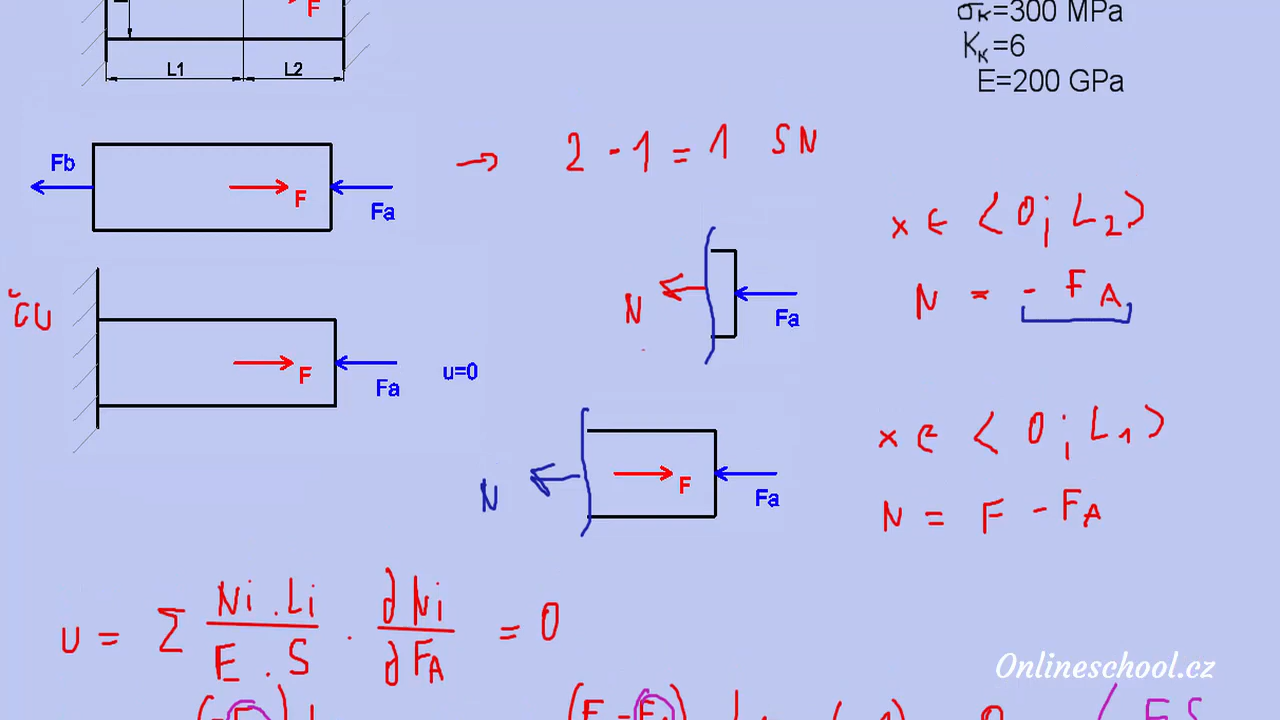 F
L1 L2
σK=300 MPa
KK=6
E=200 GPa
Fb F Fa
→ 2 - 1 = 1 SN
x ∈ <0; L2>
N = - FA
N Fa
ČU
F Fa u=0
x ∈ <0; L1>
N = F - FA
N F Fa
u = Σ Ni . Li / E . S . ∂Ni / ∂FA = 0
Onlineschool.cz